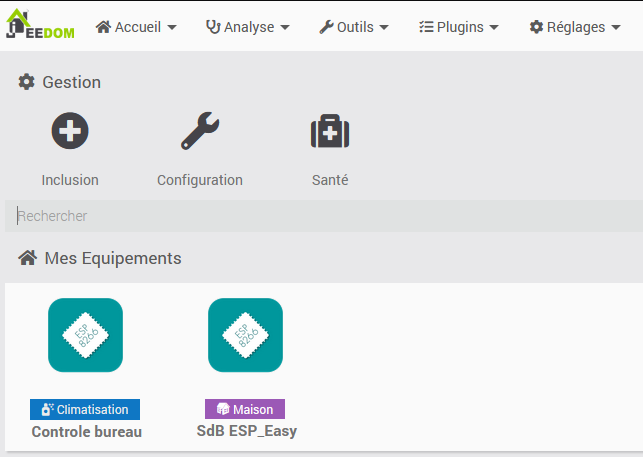 JEEDOM Accueil Analyse Outils Plugins Réglages
Gestion
Inclusion Configuration Santé
Rechercher
Mes Equipements
ESP 8266 ESP 8266
Climatisation Maison
Controle bureau SdB ESP_Easy